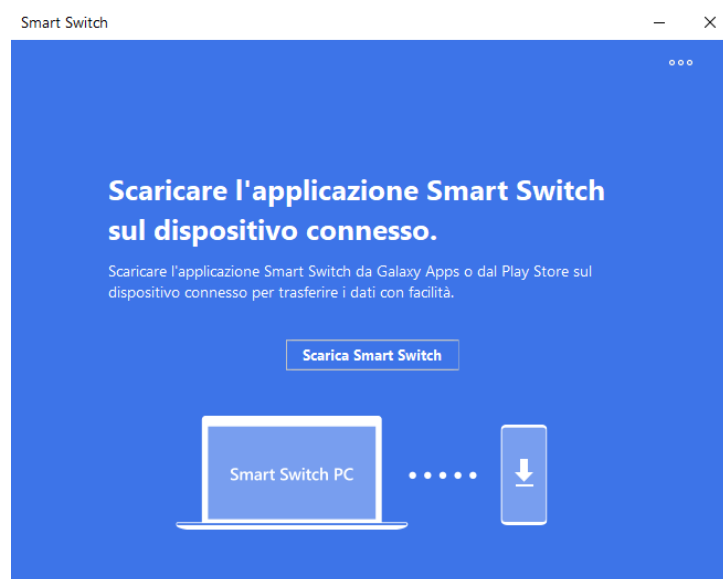 Smart Switch
Scaricare l'applicazione Smart Switch
sul dispositivo connesso.
Scaricare l'applicazione Smart Switch da Galaxy Apps o dal Play Store sul
dispositivo connesso per trasferire i dati con facilità.
Scarica Smart Switch
Smart Switch PC